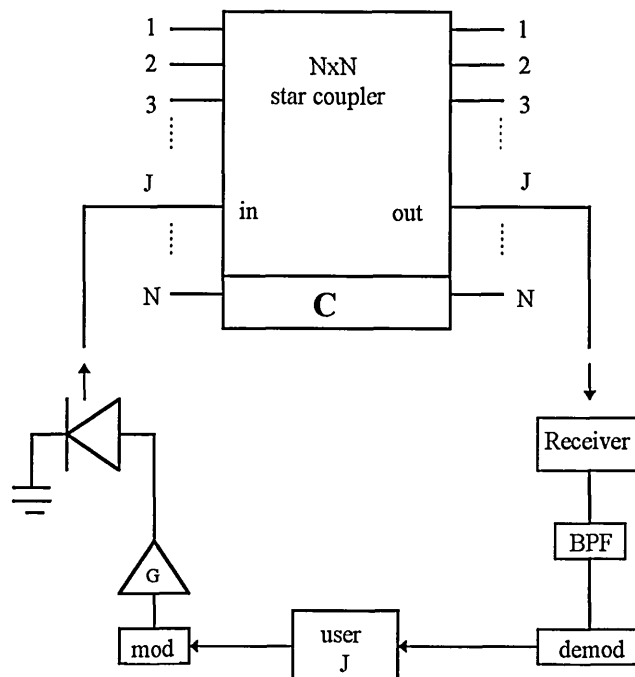 1
1
2
NxN
2
star coupler
3
3
J
J
in
out
N
C
N
Receiver
BPF
G
mod
user
J
demod